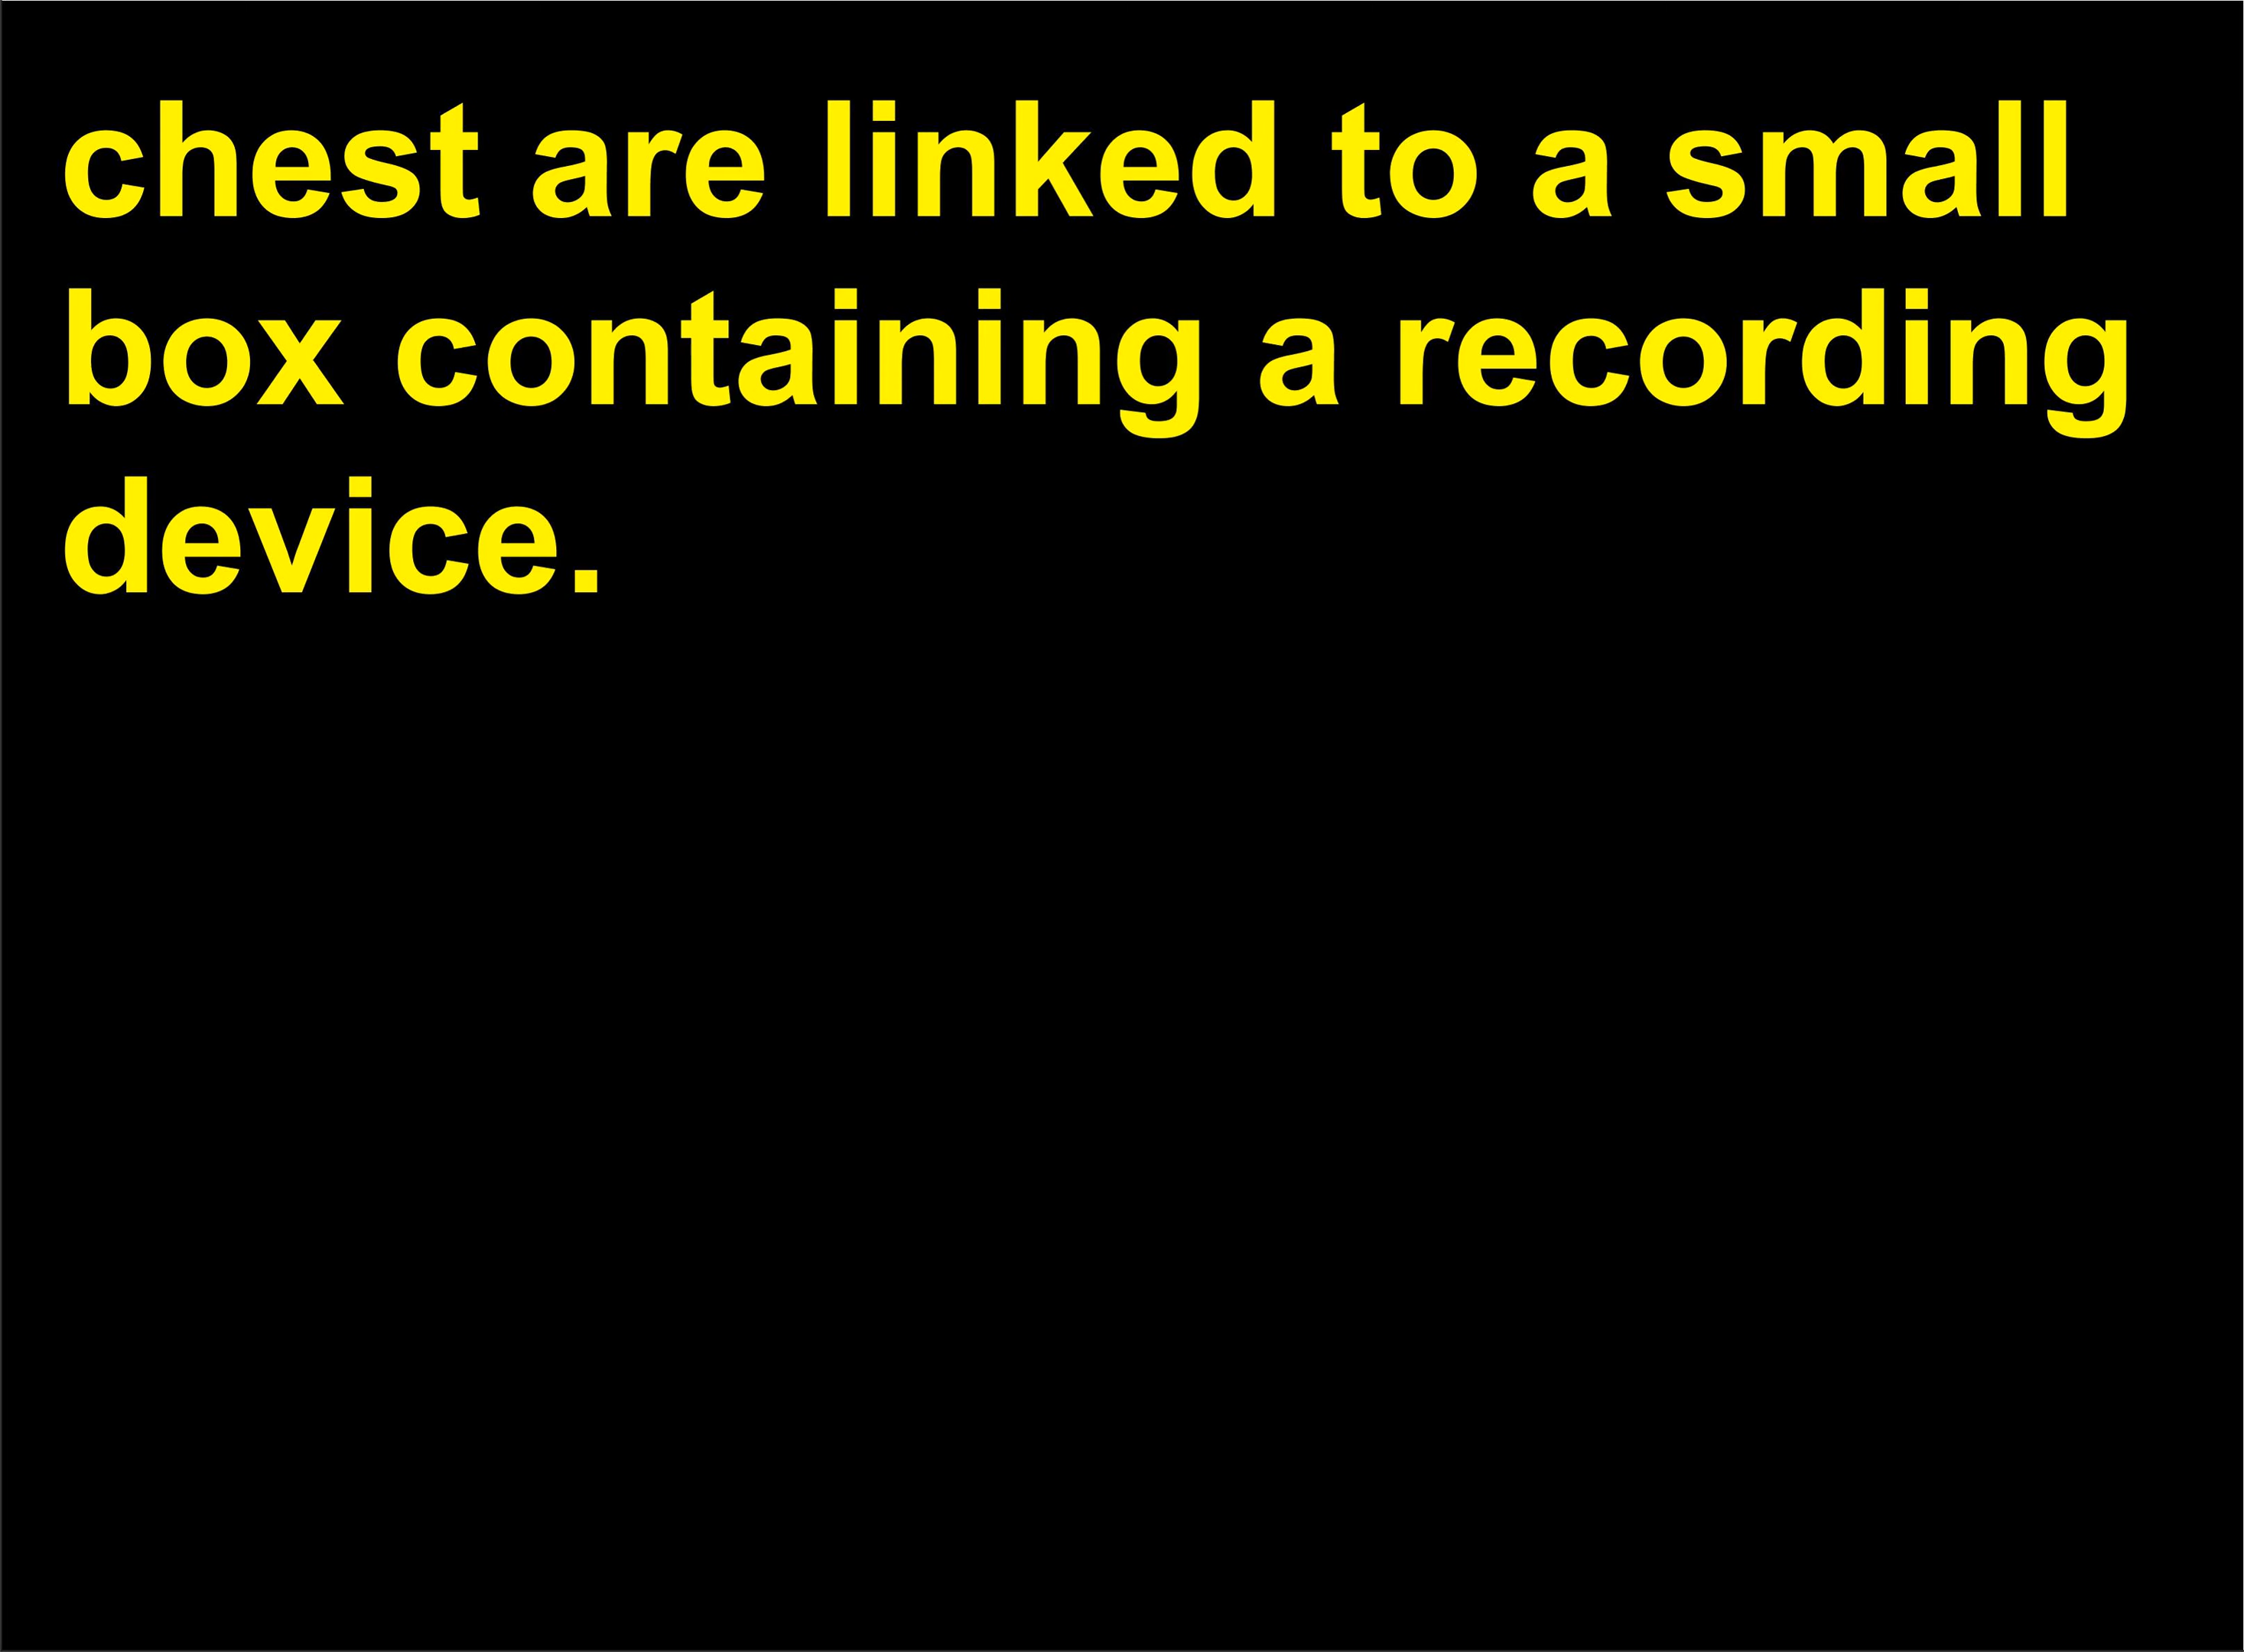 chest are linked to a small
box containing a recording
device.